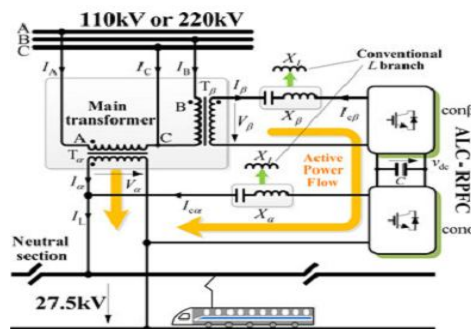 110kV or 220kV
A
B
C
I_A
I_C
I_B
T_β
I_β
X_L
Conventional
L branch
Main
transformer
B
V_β
X_β
I_cβ
conv
A
C
T_α
V_α
X_L
Active
Power
Flow
v_dc
C
ALC-RPFC
I_α
I_cα
X_α
I_L
Neutral
section
27.5kV